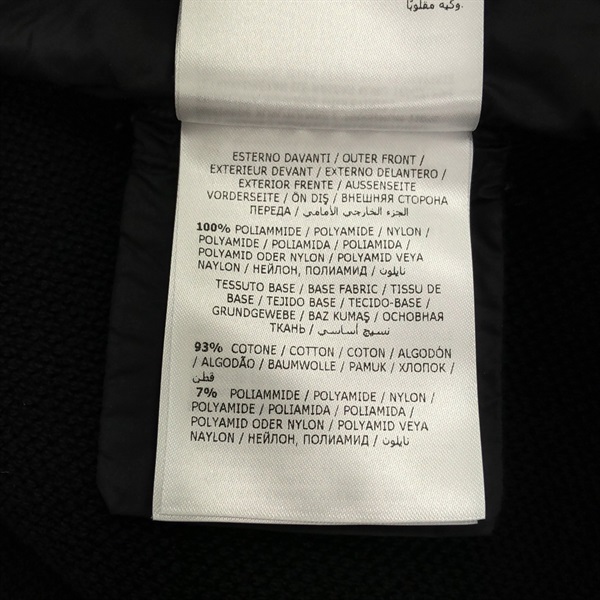 وكيه مقلوبًا.
ESTERNO DAVANTI / OUTER FRONT /
EXTERIEUR DEVANT / EXTERNO DELANTERO /
EXTERIOR FRENTE / AUSSENSEITE
VORDERSEITE / ÖN DIŞ / ВНЕШНЯЯ СТОРОНА
ПЕРЕДА / الجزء الخارجي الأمامي
100% POLIAMMIDE / POLYAMIDE / NYLON /
POLYAMIDE / POLIAMIDA / POLIAMIDA /
POLYAMID ODER NYLON / POLYAMID VEYA
NAYLON / НЕЙЛОН, ПОЛИАМИД / نايلون
TESSUTO BASE / BASE FABRIC / TISSU DE
BASE / TEJIDO BASE / TECIDO-BASE /
GRUNDGEWEBE / BAZ KUMAŞ / ОСНОВНАЯ
ТКАНЬ / نسيج أساسي
93% COTONE / COTTON / COTON / ALGODÓN
/ ALGODÃO / BAUMWOLLE / PAMUK / ХЛОПОК /
قطن
7% POLIAMMIDE / POLYAMIDE / NYLON /
POLYAMIDE / POLIAMIDA / POLIAMIDA /
POLYAMID ODER NYLON / POLYAMID VEYA
NAYLON / НЕЙЛОН, ПОЛИАМИД / نايلون